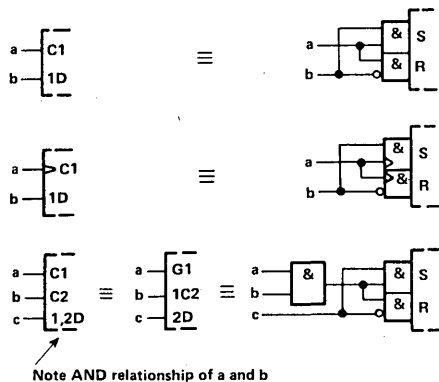 a C1 ≡ & S
a
b 1D b & R
a C1 ≡ & S
a
b 1D b & R
a C1 a G1 a & & S
b C2 ≡ b 1C2 ≡ b
c 1,2D c 2D c & R
Note AND relationship of a and b